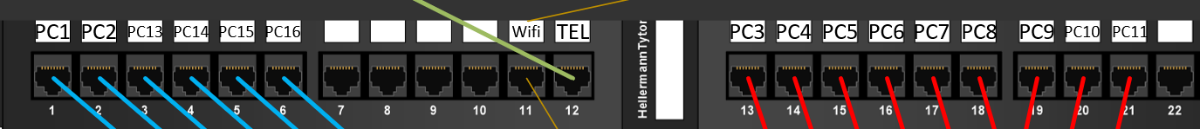 PC1 PC2 PC13 PC14 PC15 PC16 Wifi TEL PC3 PC4 PC5 PC6 PC7 PC8 PC9 PC10 PC11
HellermannTyton
1 2 3 4 5 6 7 8 9 10 11 12 13 14 15 16 17 18 19 20 21 22